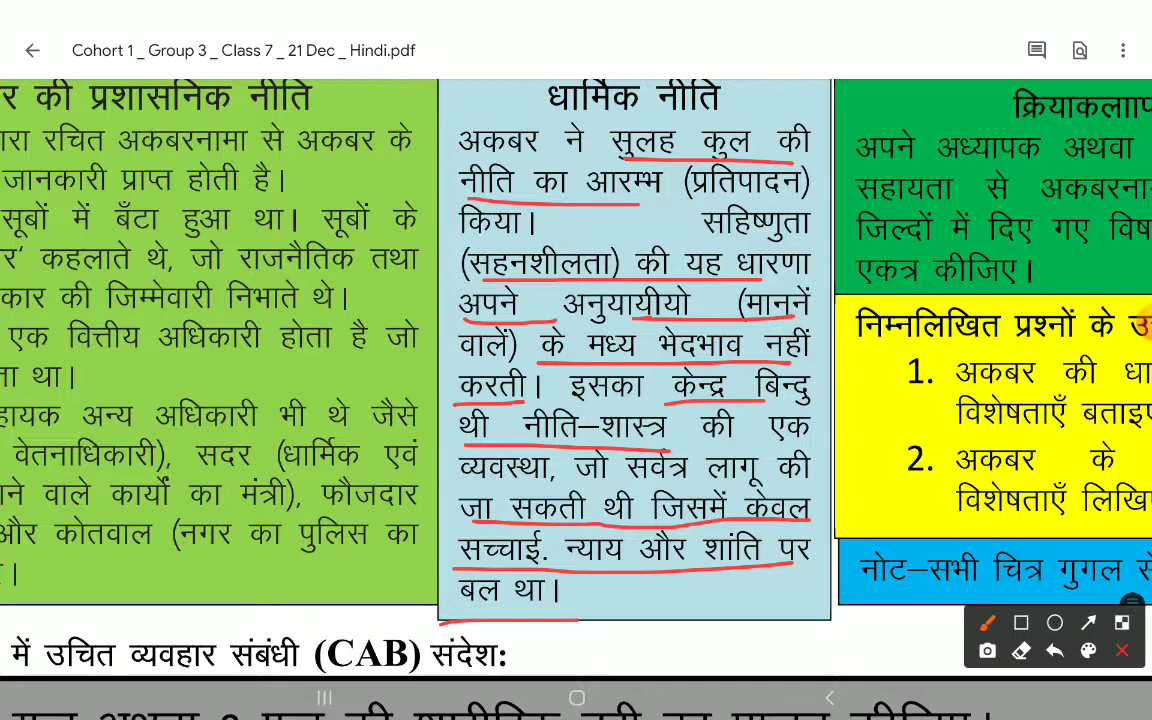 Cohort 1 _ Group 3 _ Class 7 _ 21 Dec _ Hindi.pdf
र की प्रशासनिक नीति
ारा रचित अकबरनामा से अकबर के
जानकारी प्राप्त होती है।
सूबों में बँटा हुआ था। सूबों के
र’ कहलाते थे, जो राजनैतिक तथा
कार की जिम्मेवारी निभाते थे।
एक वित्तीय अधिकारी होता है जो
ता था।
हायक अन्य अधिकारी भी थे जैसे
वेतनाधिकारी), सदर (धार्मिक एवं
ाने वाले कार्यों का मंत्री), फौजदार
और कोतवाल (नगर का पुलिस का
र।
धार्मिक नीति
अकबर ने सुलह कुल की
नीति का आरम्भ (प्रतिपादन)
किया। सहिष्णुता
(सहनशीलता) की यह धारणा
अपने अनुयायीयो (माननें
वालें) के मध्य भेदभाव नहीं
करती। इसका केन्द्र बिन्दु
थी नीति–शास्त्र की एक
व्यवस्था, जो सर्वत्र लागू की
जा सकती थी जिसमें केवल
सच्चाई. न्याय और शांति पर
बल था।
क्रियाकलााप
अपने अध्यापक अथवा
सहायता से अकबरना
जिल्दों में दिए गए विष
एकत्र कीजिए।
निम्नलिखित प्रश्नों के उ
1. अकबर की धा
विशेषताएँ बताइए
2. अकबर के
विशेषताएँ लिखि
नोट–सभी चित्र गुगल से
में उचित व्यवहार संबंधी (CAB) संदेश: